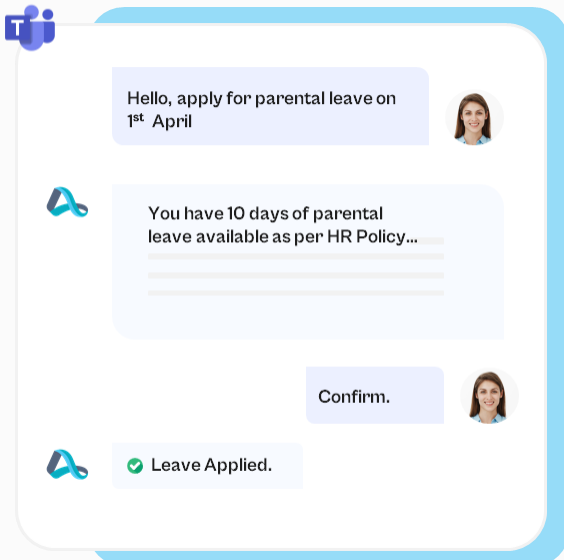 T
Hello, apply for parental leave on
1st April
You have 10 days of parental
leave available as per HR Policy...
Confirm.
Leave Applied.